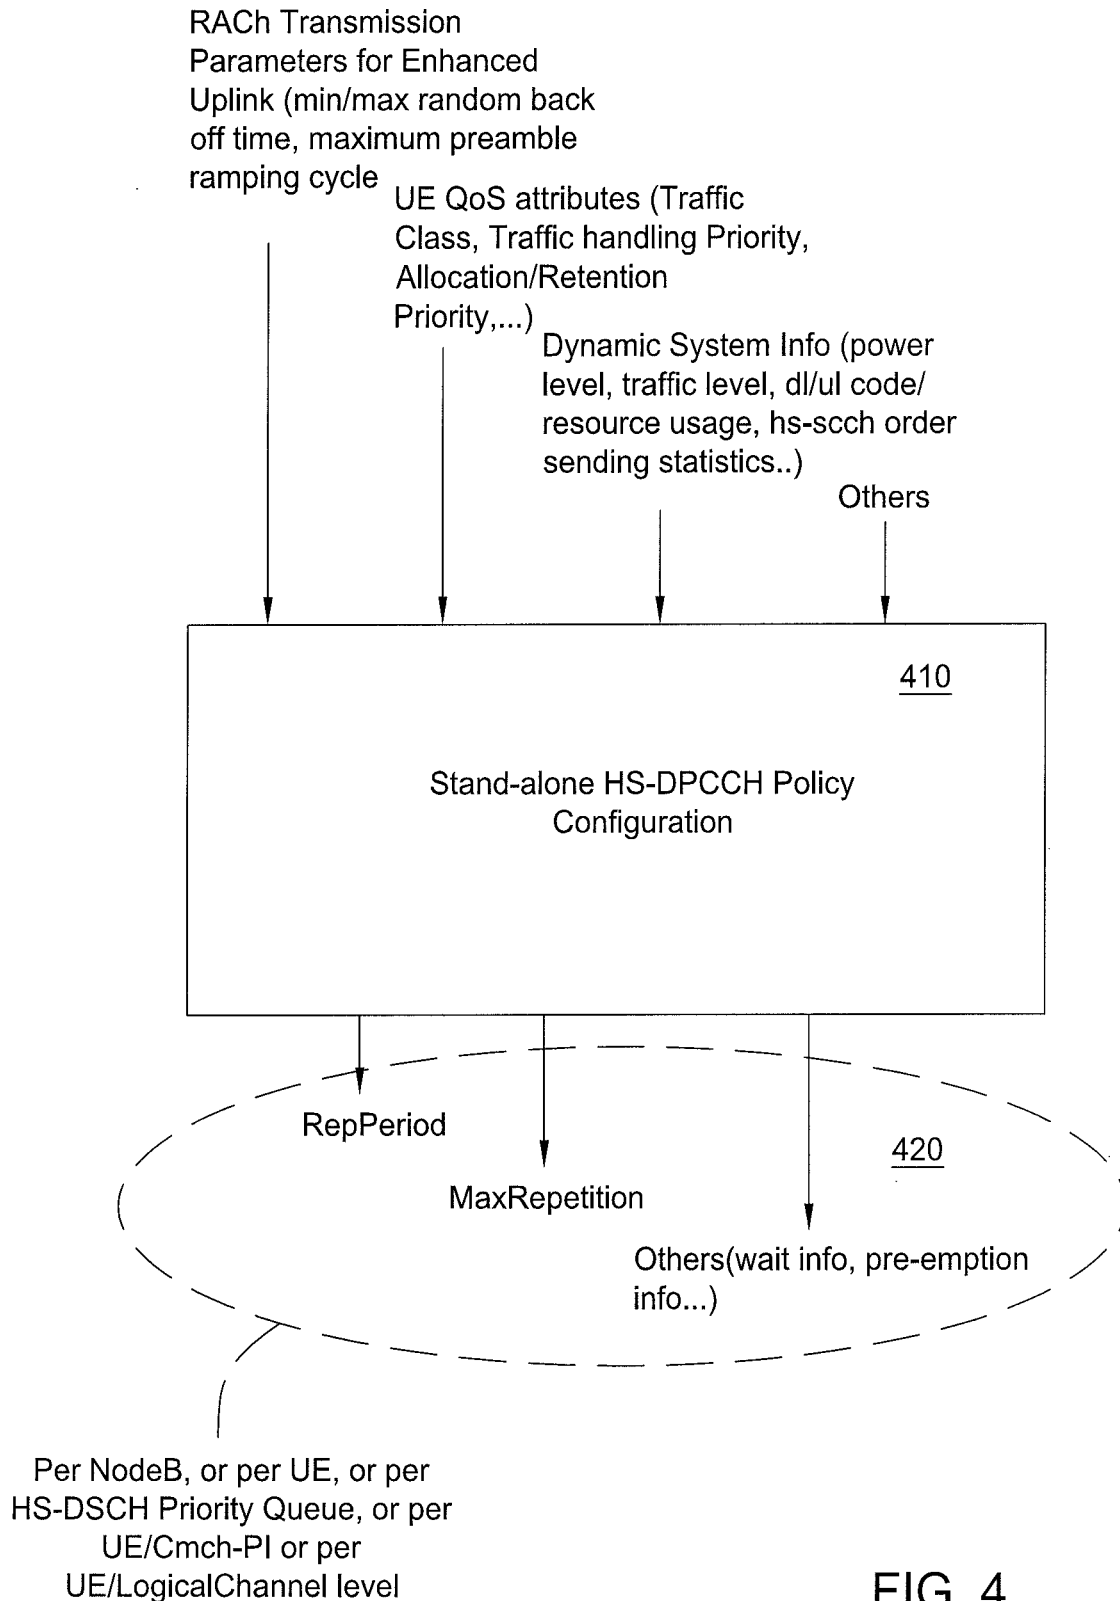 RACh Transmission
Parameters for Enhanced
Uplink (min/max random back
off time, maximum preamble
ramping cycle
UE QoS attributes (Traffic
Class, Traffic handling Priority,
Allocation/Retention
Priority,...)
Dynamic System Info (power
level, traffic level, dl/ul code/
resource usage, hs-scch order
sending statistics..)
Others
410
Stand-alone HS-DPCCH Policy
Configuration
RepPeriod
420
MaxRepetition
Others(wait info, pre-emption
info...)
Per NodeB, or per UE, or per
HS-DSCH Priority Queue, or per
UE/Cmch-PI or per
UE/LogicalChannel level
FIG. 4